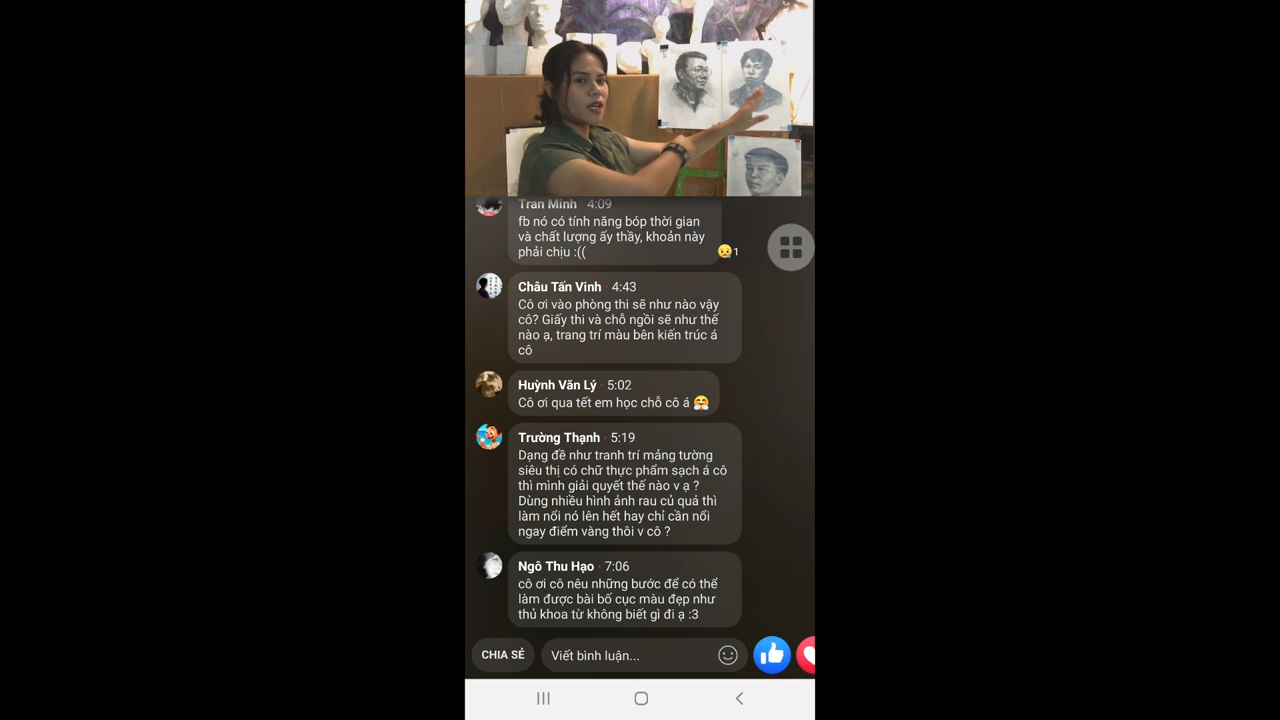 Tran Minh · 4:09
fb nó có tính năng bóp thời gian
và chất lượng ấy thầy, khoản này
phải chịu :((
1
Châu Tấn Vinh · 4:43
Cô ơi vào phòng thi sẽ như nào vậy
cô? Giấy thi và chỗ ngồi sẽ như thế
nào ạ, trang trí màu bên kiến trúc á
cô
Huỳnh Văn Lý · 5:02
Cô ơi qua tết em học chỗ cô á 🤗
Trường Thạnh · 5:19
Dạng đề như tranh trí mảng tường
siêu thị có chữ thực phẩm sạch á cô
thì mình giải quyết thế nào v ạ ?
Dùng nhiều hình ảnh rau củ quả thì
làm nổi nó lên hết hay chỉ cần nổi
ngay điểm vàng thôi v cô ?
Ngô Thu Hạo · 7:06
cô ơi cô nêu những bước để có thể
làm được bài bố cục màu đẹp như
thủ khoa từ không biết gì đi ạ :3
CHIA SẺ
Viết bình luận...